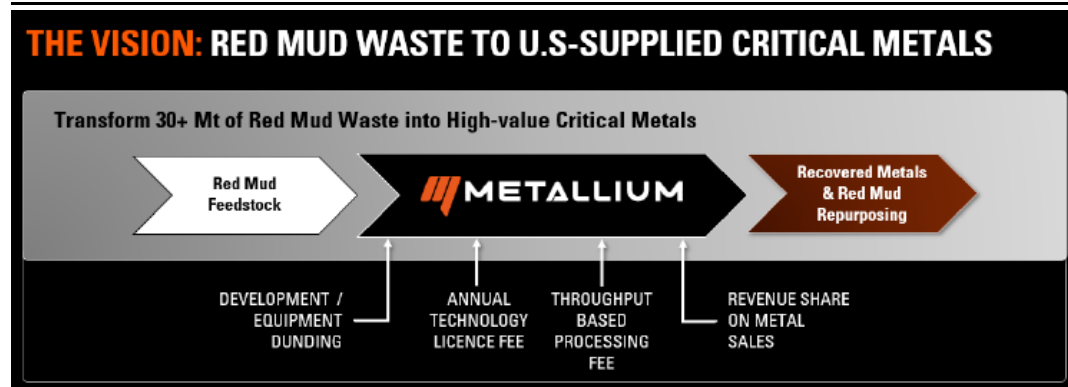 THE VISION: RED MUD WASTE TO U.S-SUPPLIED CRITICAL METALS
Transform 30+ Mt of Red Mud Waste into High-value Critical Metals
Red Mud
Feedstock
METALLIUM
Recovered Metals
& Red Mud
Repurposing
DEVELOPMENT /
EQUIPMENT
DUNDING
ANNUAL
TECHNOLOGY
LICENCE FEE
THROUGHPUT
BASED
PROCESSING
FEE
REVENUE SHARE
ON METAL
SALES